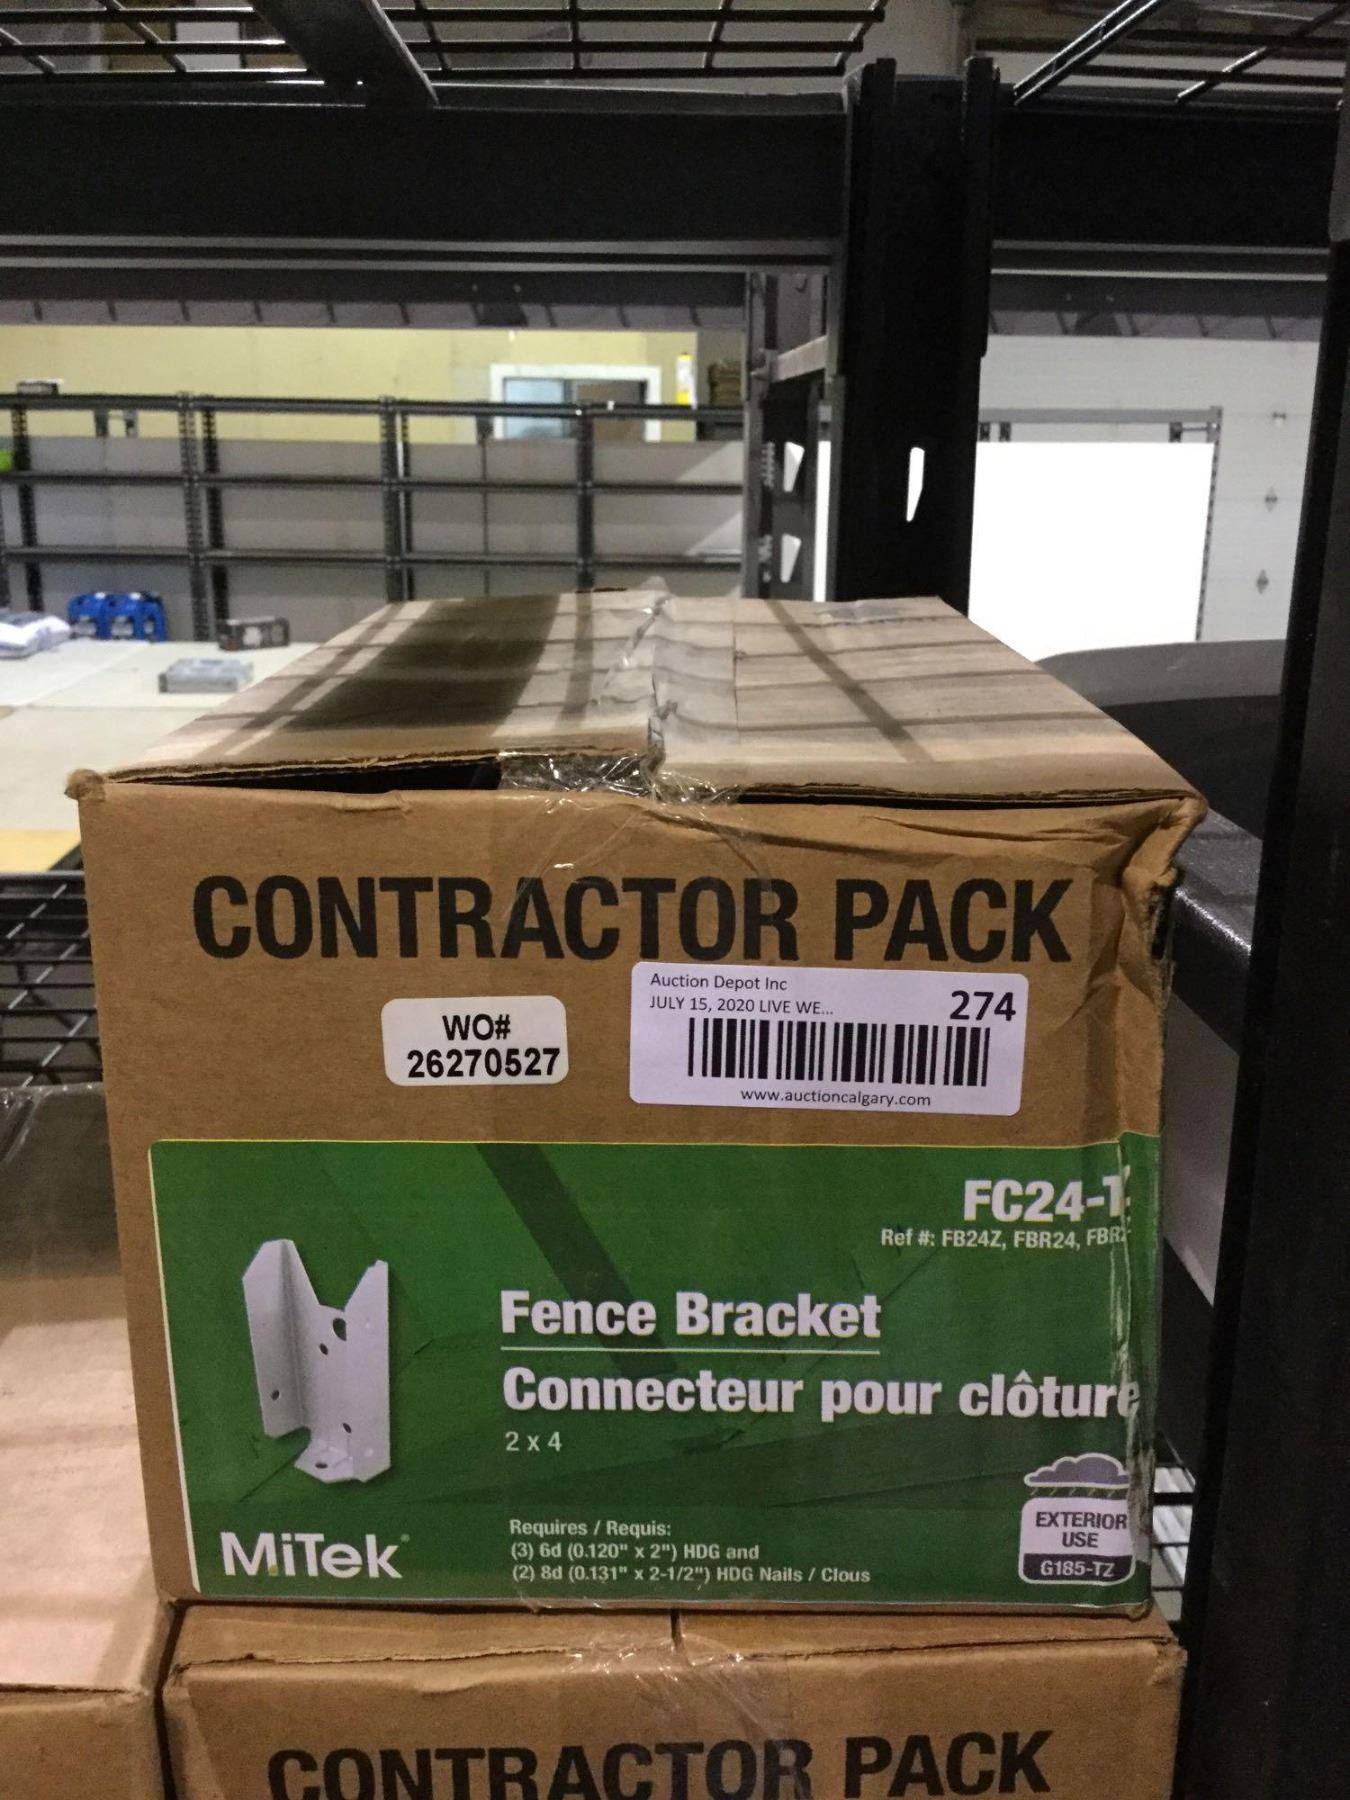 CONTRACTOR PACK
Auction Depot Inc
JULY 15, 2020 LIVE WE...
274
WO#
26270527
www.auctioncalgary.com
FC24-T
Ref #: FB24Z, FBR24,
Fence Bracket
Connecteur pour clôture
2 x 4
MiTek
Requires / Requis:
(3) 6d (0.120" x 2") HDG and
(2) 8d (0.131" x 2-1/2") HDG Nails / Clous
EXTERIOR
USE
G185-TZ
CONTRACTOR PACK